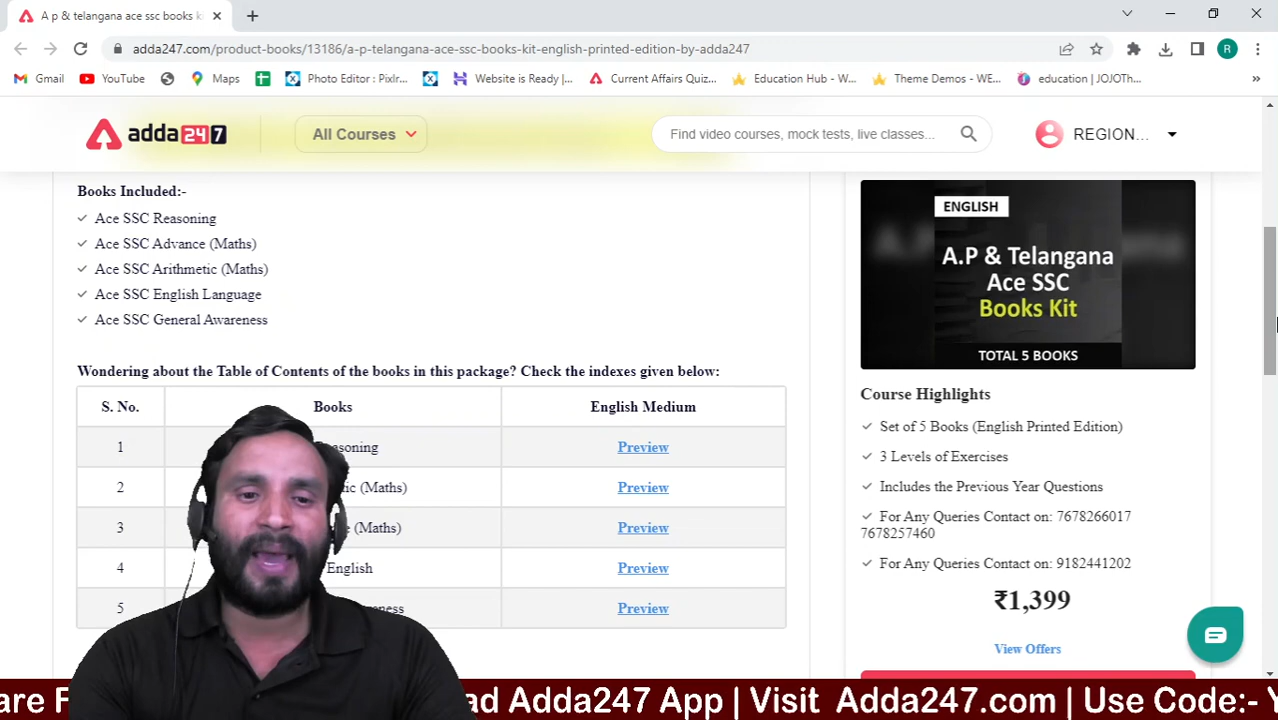 A p & telangana ace ssc books k
adda247.com/product-books/13186/a-p-telangana-ace-ssc-books-kit-english-printed-edition-by-adda247
R
Gmail
YouTube
Maps
Photo Editor : Pixlr...
Website is Ready |...
Current Affairs Quiz...
Education Hub - W...
Theme Demos - WE...
education | JOJOTh...
adda247
All Courses
Find video courses, mock tests, live classes...
REGION...
Books Included:-
Ace SSC Reasoning
Ace SSC Advance (Maths)
Ace SSC Arithmetic (Maths)
Ace SSC English Language
Ace SSC General Awareness
Wondering about the Table of Contents of the books in this package? Check the indexes given below:
S. No. Books English Medium
1 Preview
2 (Maths) Preview
3 (Maths) Preview
4 English Preview
5 Preview
ENGLISH
A.P & Telangana
Ace SSC
Books Kit
TOTAL 5 BOOKS
Course Highlights
Set of 5 Books (English Printed Edition)
3 Levels of Exercises
Includes the Previous Year Questions
For Any Queries Contact on: 7678266017
7678257460
For Any Queries Contact on: 9182441202
₹1,399
View Offers
are F ad Adda247 App | Visit Adda247.com | Use Code:- Y